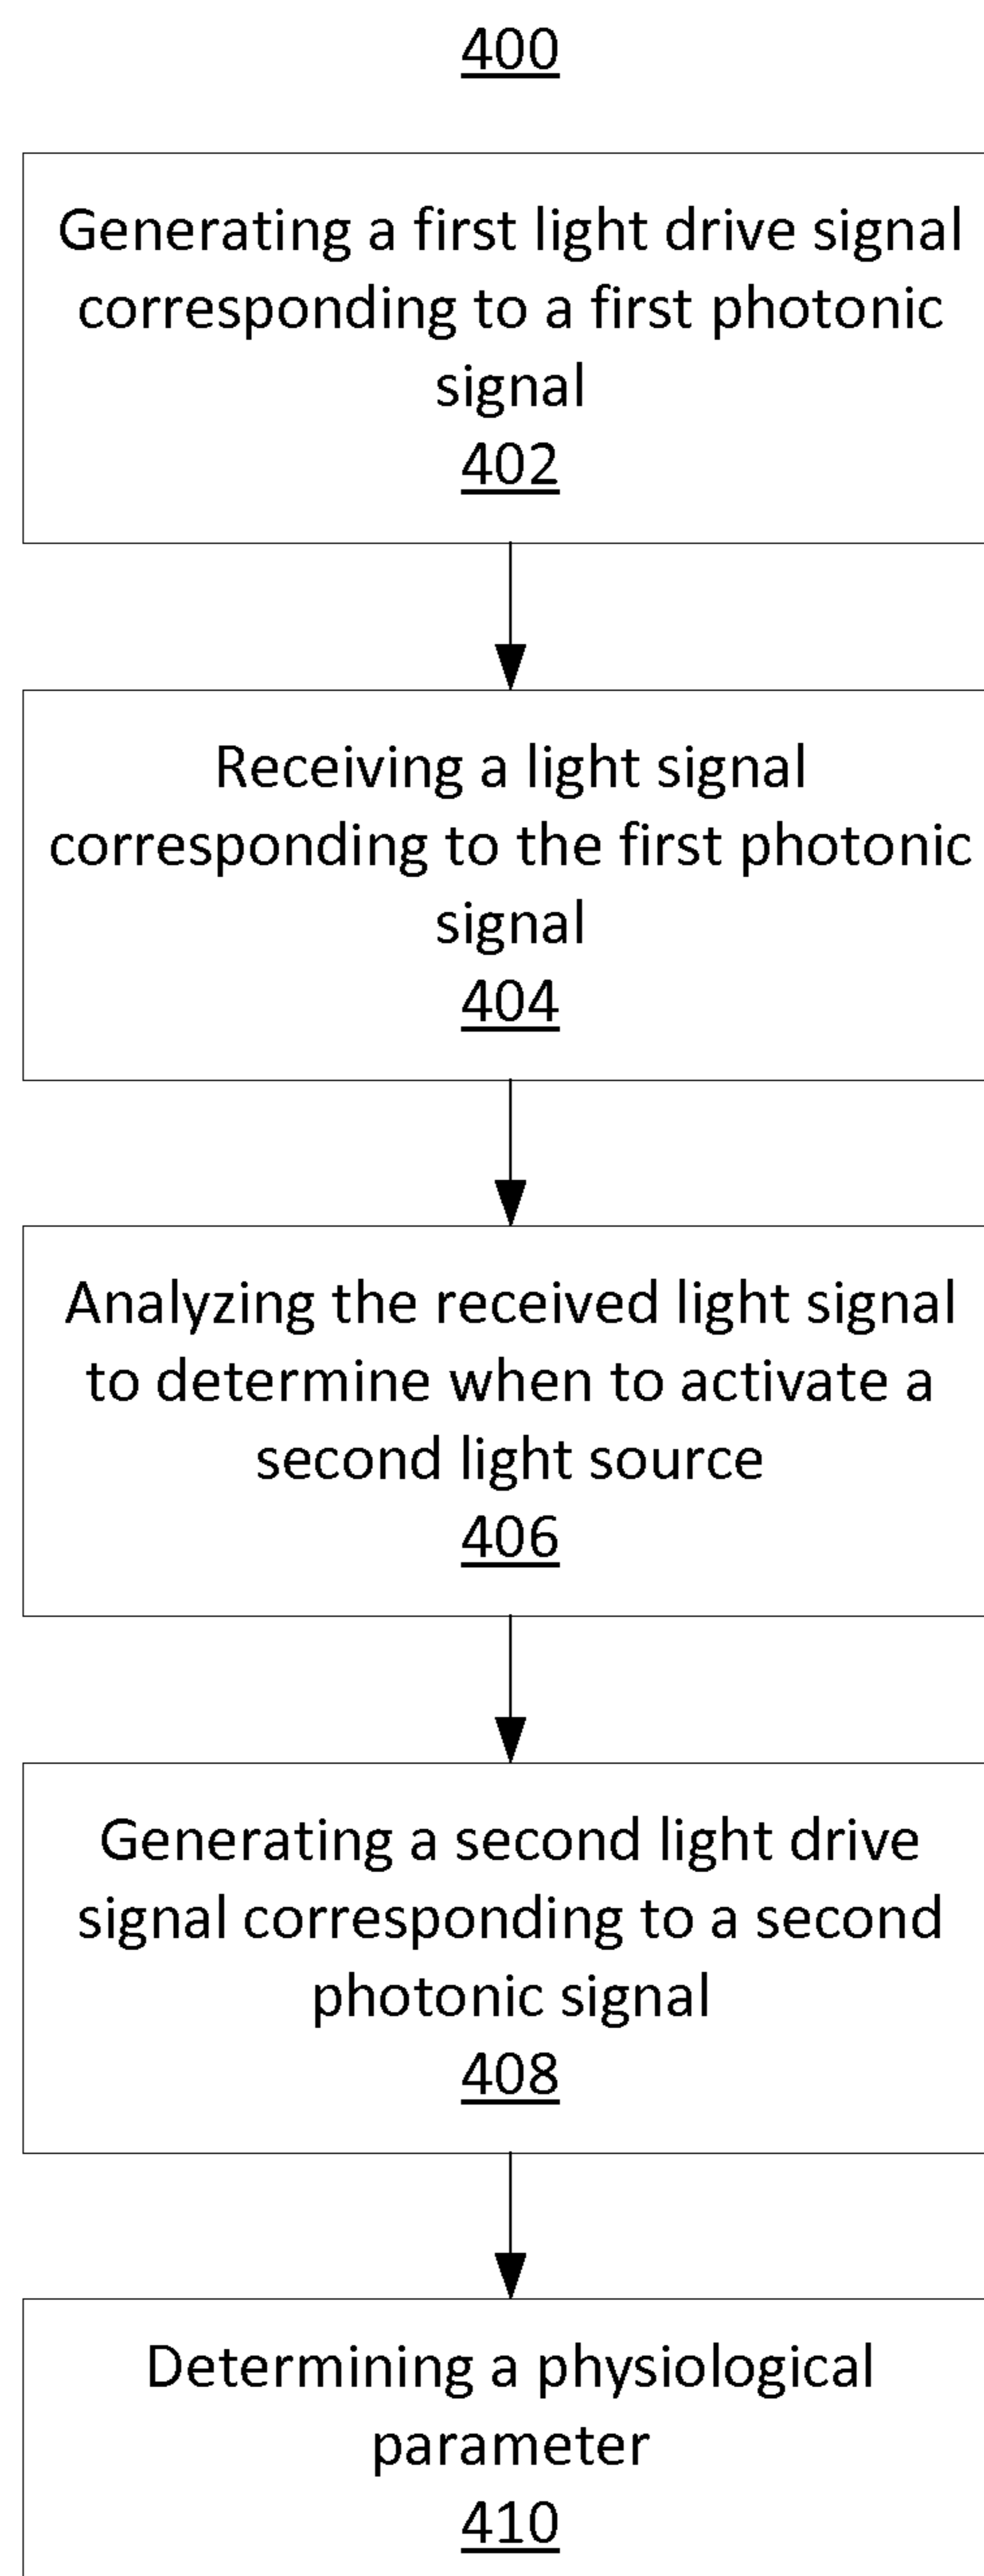 400
Generating a first light drive signal
corresponding to a first photonic
signal
402
Receiving a light signal
corresponding to the first photonic
signal
404
Analyzing the received light signal
to determine when to activate a
second light source
406
Generating a second light drive
signal corresponding to a second
photonic signal
408
Determining a physiological
parameter
410